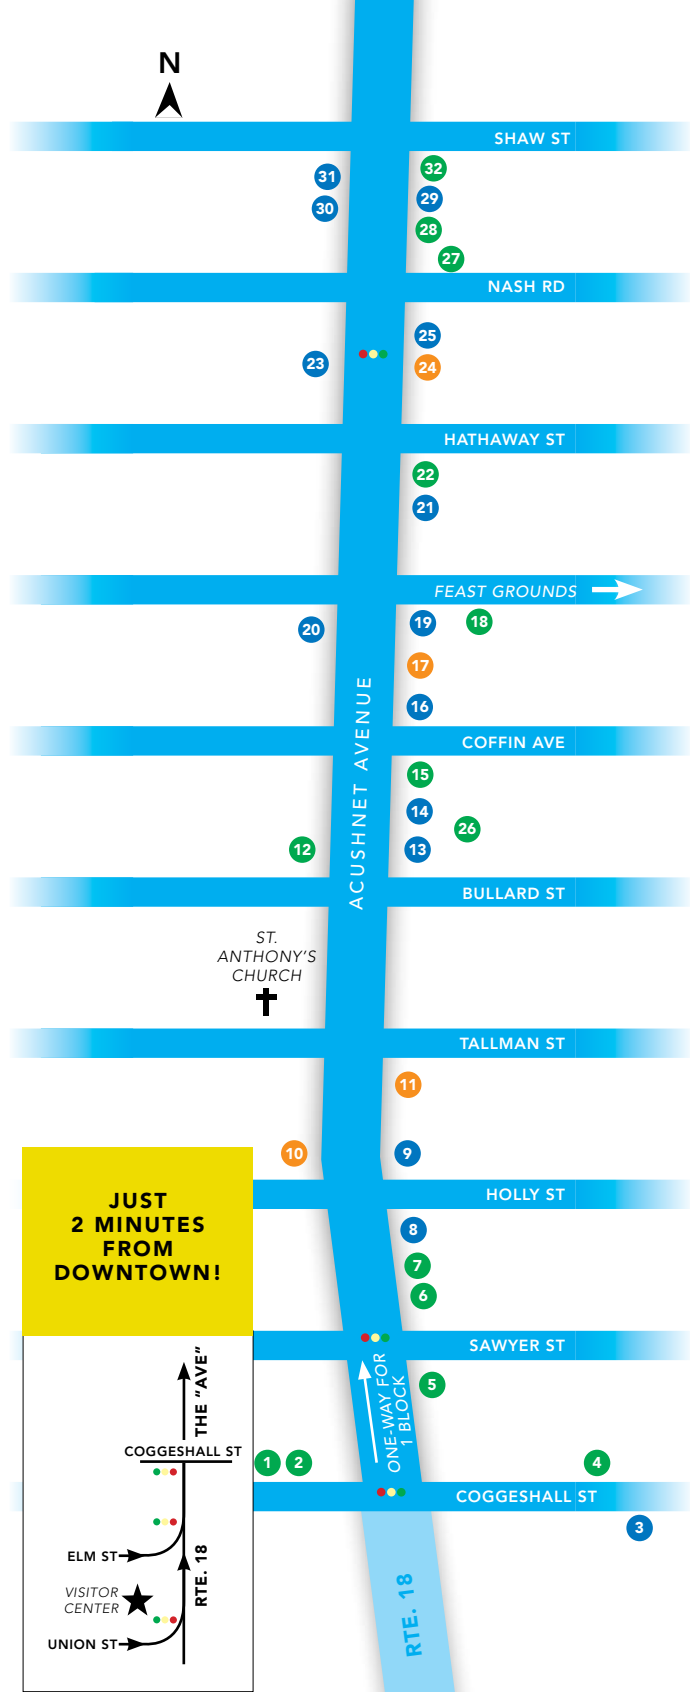 N
SHAW ST
31
32
30
29
28
27
NASH RD
25
23
24
HATHAWAY ST
22
21
FEAST GROUNDS
20
19
18
17
16
ACUSHNET AVENUE
COFFIN AVE
15
14
26
12
13
BULLARD ST
ST.
ANTHONY'S
CHURCH
TALLMAN ST
11
10
9
HOLLY ST
8
7
6
SAWYER ST
ONE-WAY FOR
1 BLOCK
5
1
2
4
COGGESHALL ST
3
RTE. 18
JUST
2 MINUTES
FROM
DOWNTOWN!
THE "AVE"
COGGESHALL ST
ELM ST
RTE. 18
VISITOR
CENTER
UNION ST